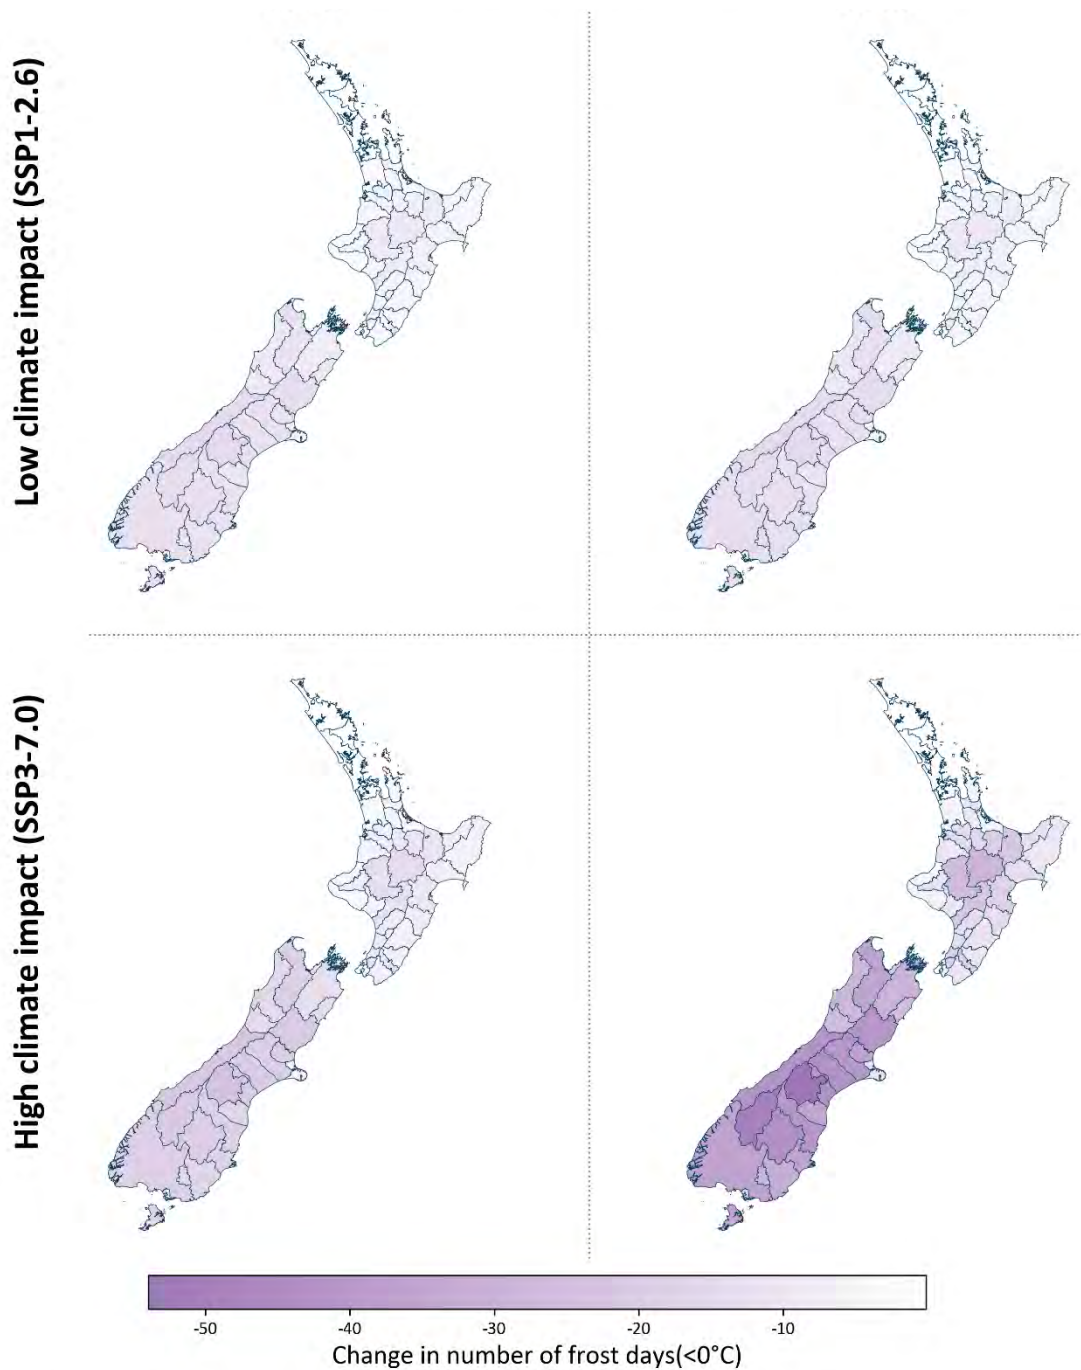 Low climate impact (SSP1-2.6)
High climate impact (SSP3-7.0)
-50 -40 -30 -20 -10
Change in number of frost days(<0°C)